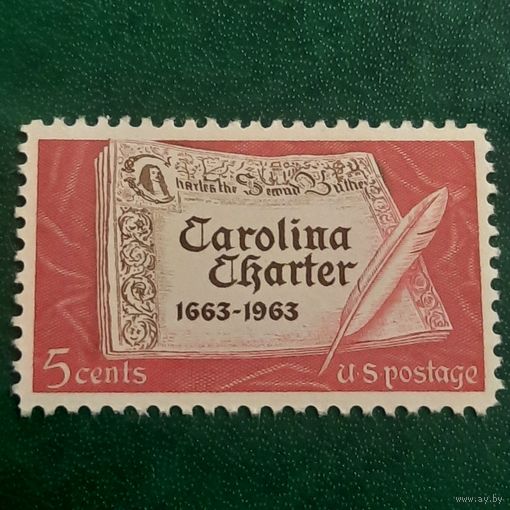 Charles the Second By the
Carolina
Charter
1663-1963
5 cents
U·S·postage
www.ay.by